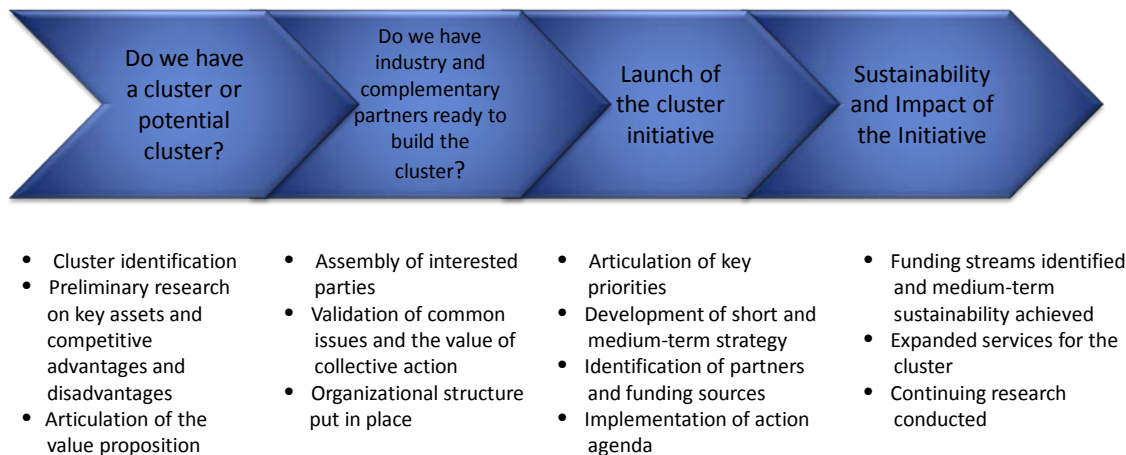 Do we have
a cluster or
potential
cluster?
Do we have
industry and
complementary
partners ready to
build the
cluster?
Launch of
the cluster
initiative
Sustainability
and Impact of
the Initiative
• Cluster identification
• Preliminary research
on key assets and
competitive
advantages and
disadvantages
• Articulation of the
value proposition
• Assembly of interested
parties
• Validation of common
issues and the value of
collective action
• Organizational structure
put in place
• Articulation of key
priorities
• Development of short and
medium-term strategy
• Identification of partners
and funding sources
• Implementation of action
agenda
• Funding streams identified
and medium-term
sustainability achieved
• Expanded services for the
cluster
• Continuing research
conducted